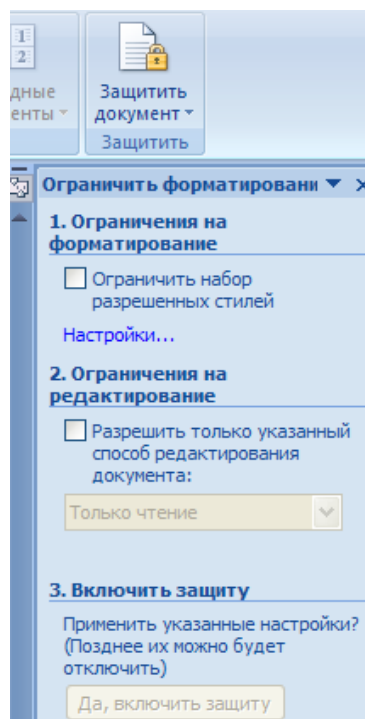 1
2
дные
енты
Защитить
документ
Защитить
Ограничить форматировани
1. Ограничения на
форматирование
Ограничить набор
разрешенных стилей
Настройки...
2. Ограничения на
редактирование
Разрешить только указанный
способ редактирования
документа:
Только чтение
3. Включить защиту
Применить указанные настройки?
(Позднее их можно будет
отключить)
Да, включить защиту